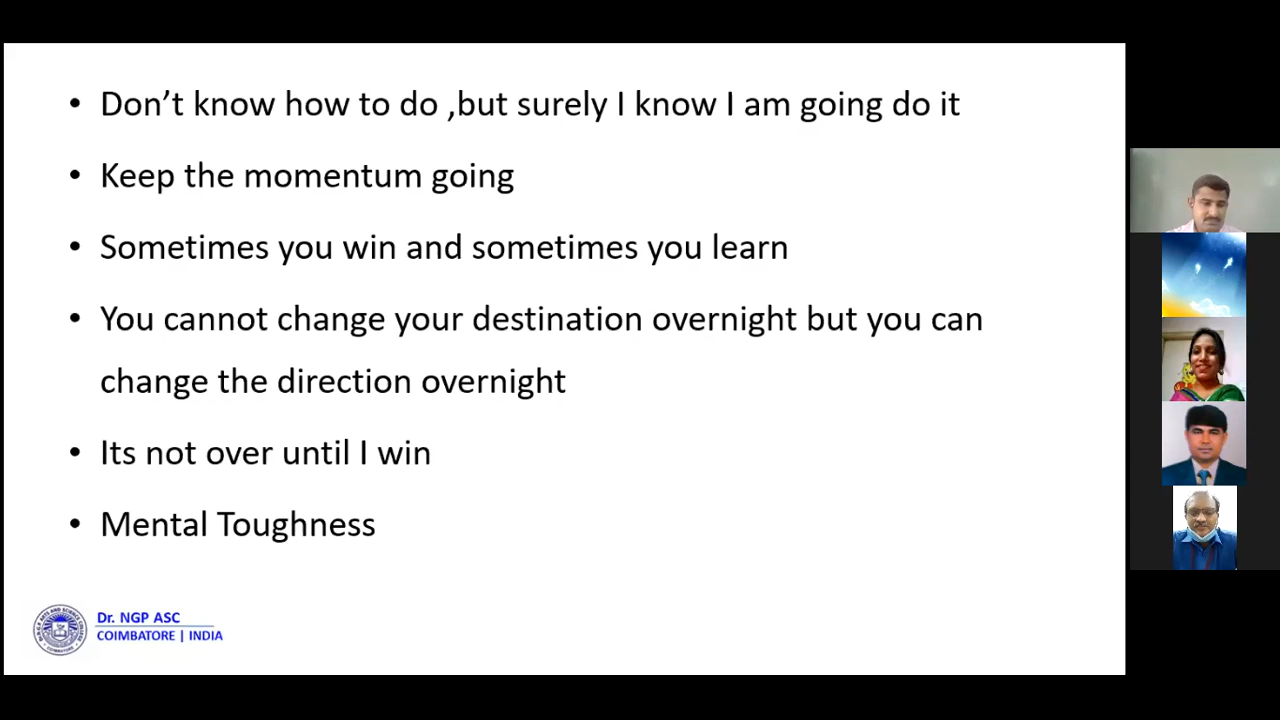 • Don’t know how to do ,but surely I know I am going do it
• Keep the momentum going
• Sometimes you win and sometimes you learn
• You cannot change your destination overnight but you can
change the direction overnight
• Its not over until I win
• Mental Toughness
Dr. NGP ASC
COIMBATORE | INDIA